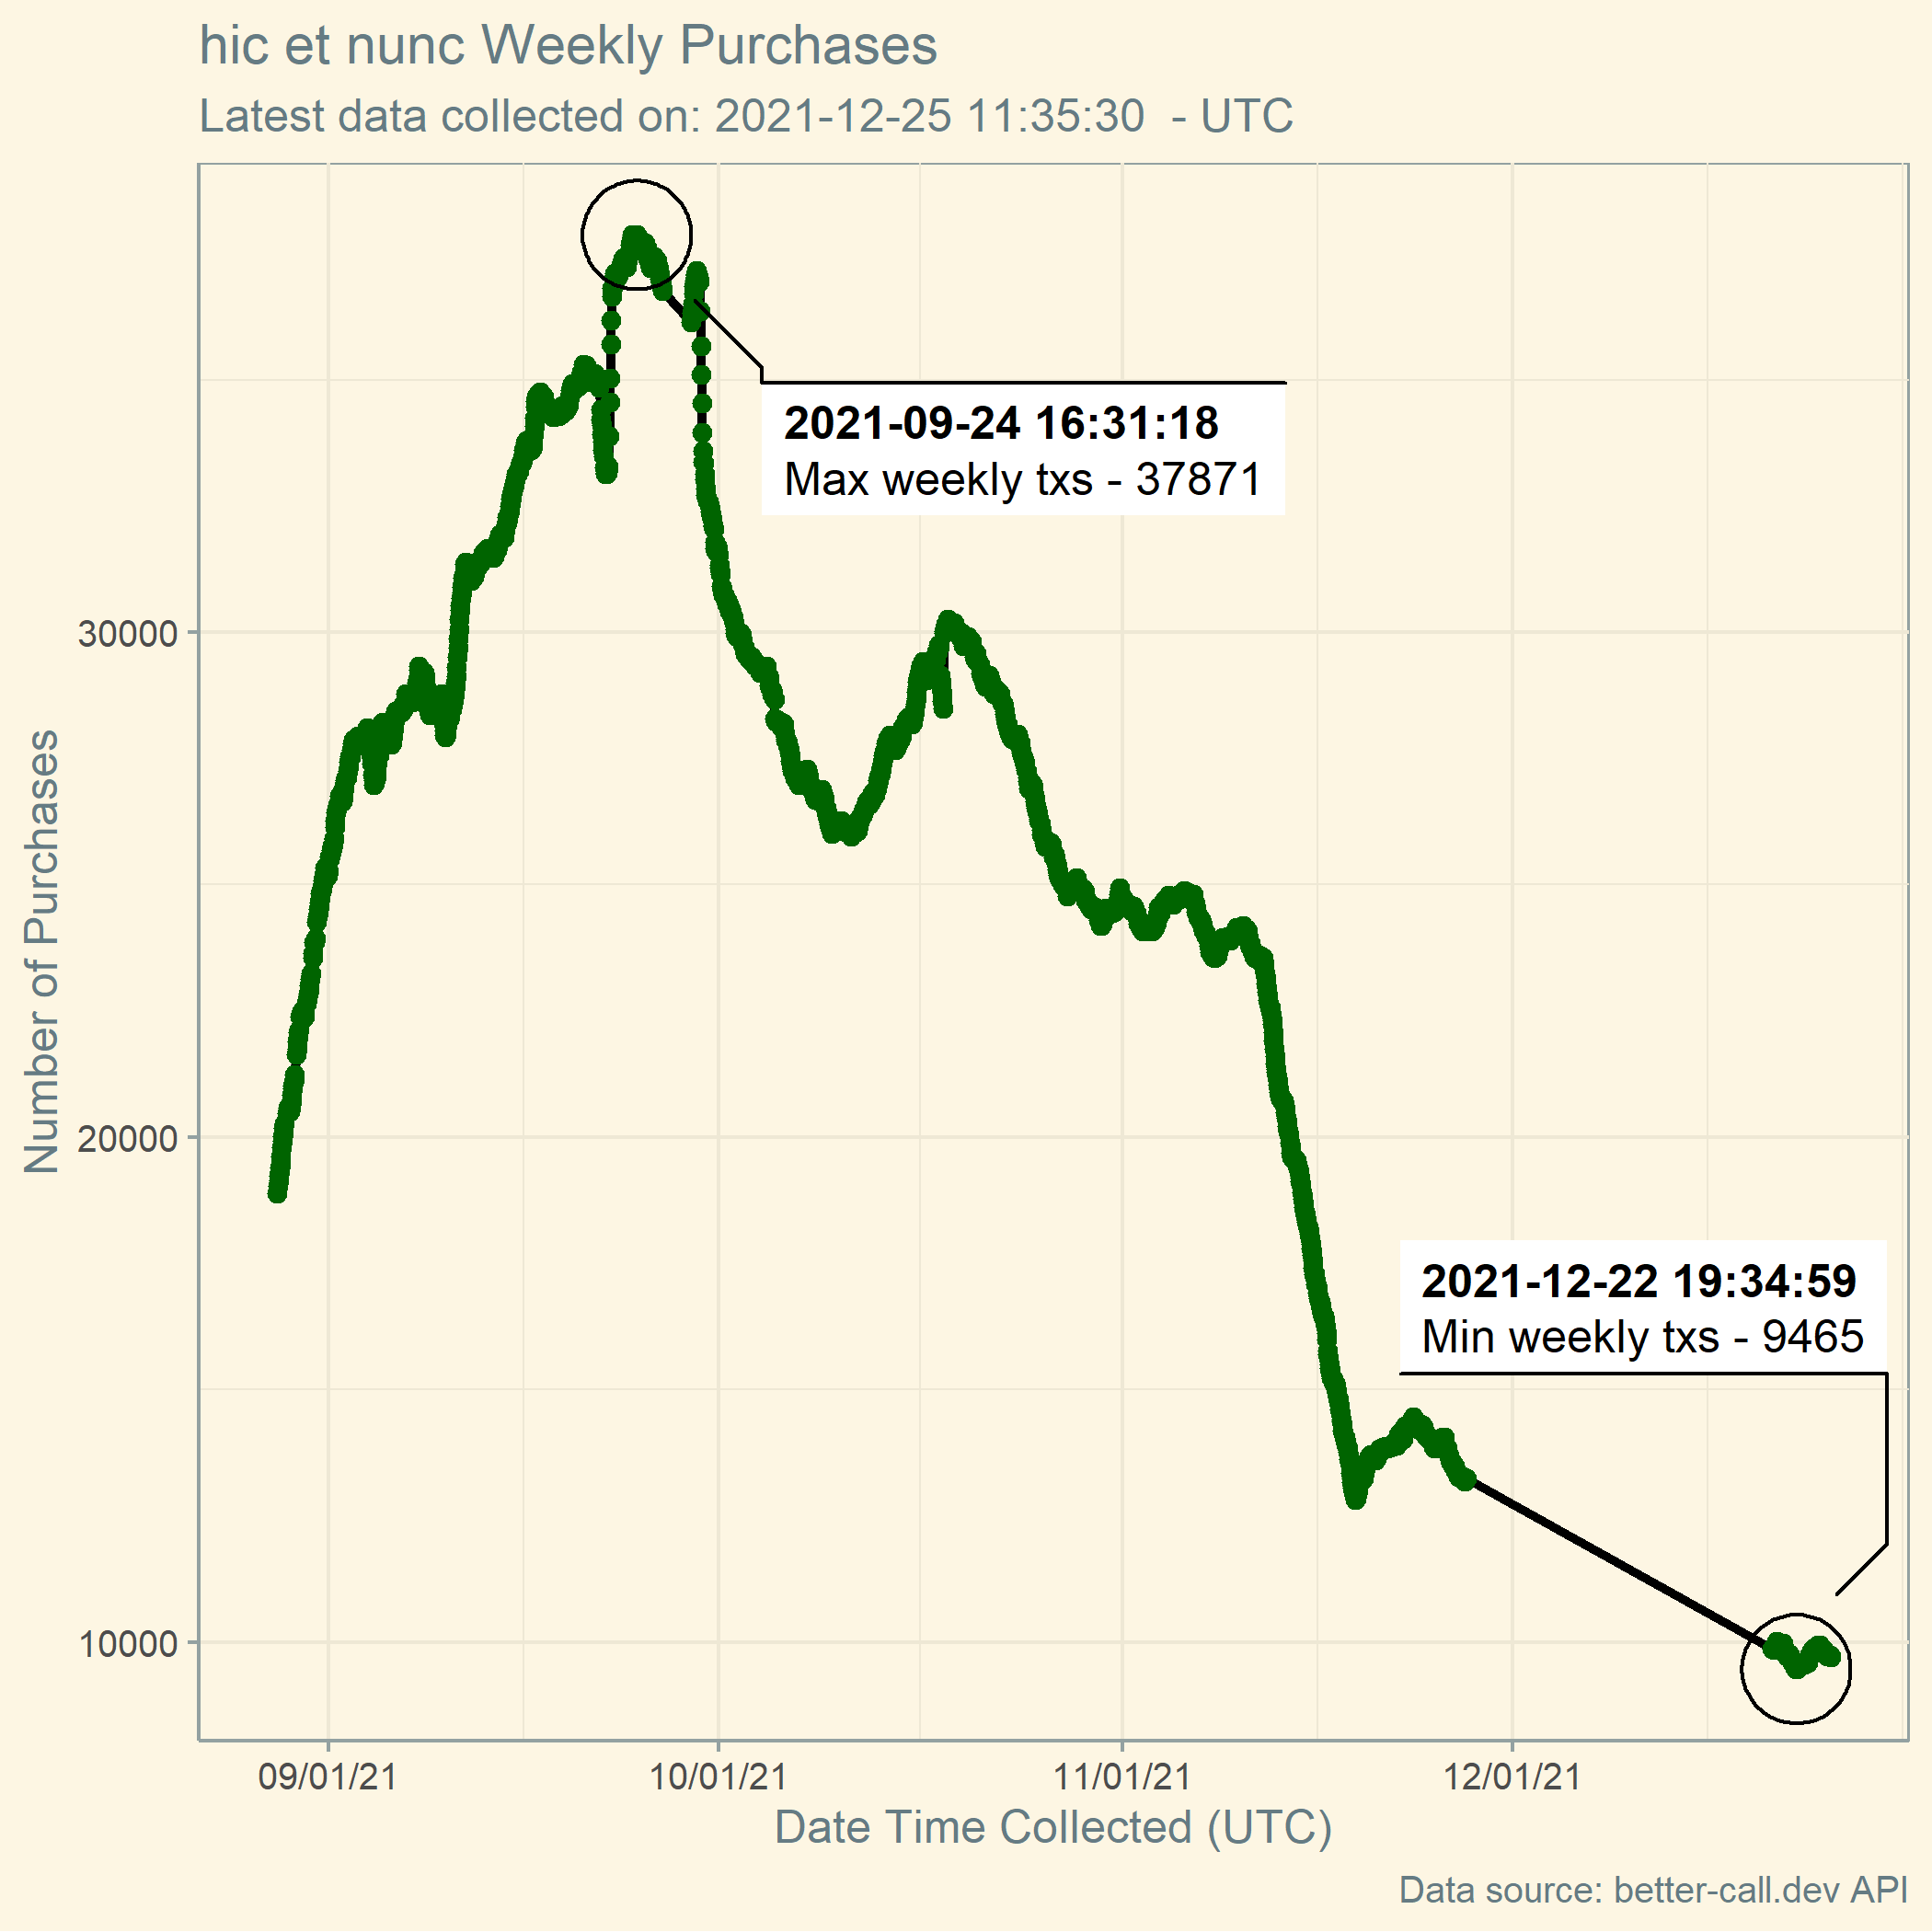 hic et nunc Weekly Purchases
Latest data collected on: 2021-12-25 11:35:30  - UTC
2021-09-24 16:31:18
Max weekly txs - 37871
30000
Number of Purchases
20000
2021-12-22 19:34:59
Min weekly txs - 9465
10000
09/01/21 10/01/21 11/01/21 12/01/21
Date Time Collected (UTC)
Data source: better-call.dev API